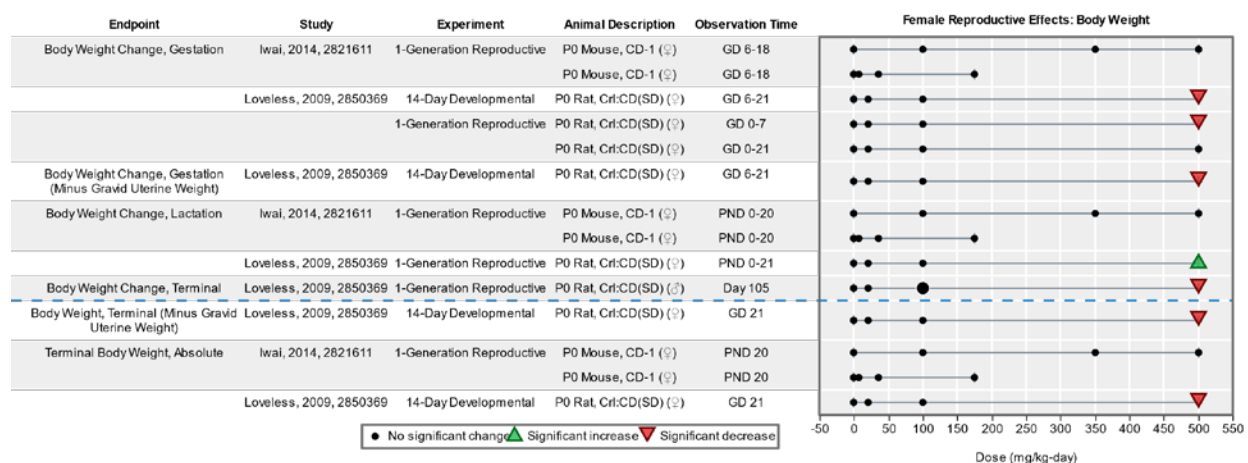 Endpoint Study Experiment Animal Description Observation Time Female Reproductive Effects: Body Weight
Body Weight Change, Gestation Iwai, 2014, 2821611 1-Generation Reproductive P0 Mouse, CD-1 (♀) GD 6-18
P0 Mouse, CD-1 (♀) GD 6-18
Loveless, 2009, 2850369 14-Day Developmental P0 Rat, Crl:CD(SD) (♀) GD 6-21
1-Generation Reproductive P0 Rat, Crl:CD(SD) (♀) GD 0-7
P0 Rat, Crl:CD(SD) (♀) GD 0-21
Body Weight Change, Gestation Loveless, 2009, 2850369 14-Day Developmental P0 Rat, Crl:CD(SD) (♀) GD 6-21
(Minus Gravid Uterine Weight)
Body Weight Change, Lactation Iwai, 2014, 2821611 1-Generation Reproductive P0 Mouse, CD-1 (♀) PND 0-20
P0 Mouse, CD-1 (♀) PND 0-20
Loveless, 2009, 2850369 1-Generation Reproductive P0 Rat, Crl:CD(SD) (♀) PND 0-21
Body Weight Change, Terminal Loveless, 2009, 2850369 1-Generation Reproductive P0 Rat, Crl:CD(SD) (♂) Day 105
Body Weight, Terminal (Minus Gravid Loveless, 2009, 2850369 14-Day Developmental P0 Rat, Crl:CD(SD) (♀) GD 21
Uterine Weight)
Terminal Body Weight, Absolute Iwai, 2014, 2821611 1-Generation Reproductive P0 Mouse, CD-1 (♀) PND 20
P0 Mouse, CD-1 (♀) PND 20
Loveless, 2009, 2850369 14-Day Developmental P0 Rat, Crl:CD(SD) (♀) GD 21
-50 0 50 100 150 200 250 300 350 400 450 500 550
No significant change Significant increase Significant decrease
Dose (mg/kg-day)